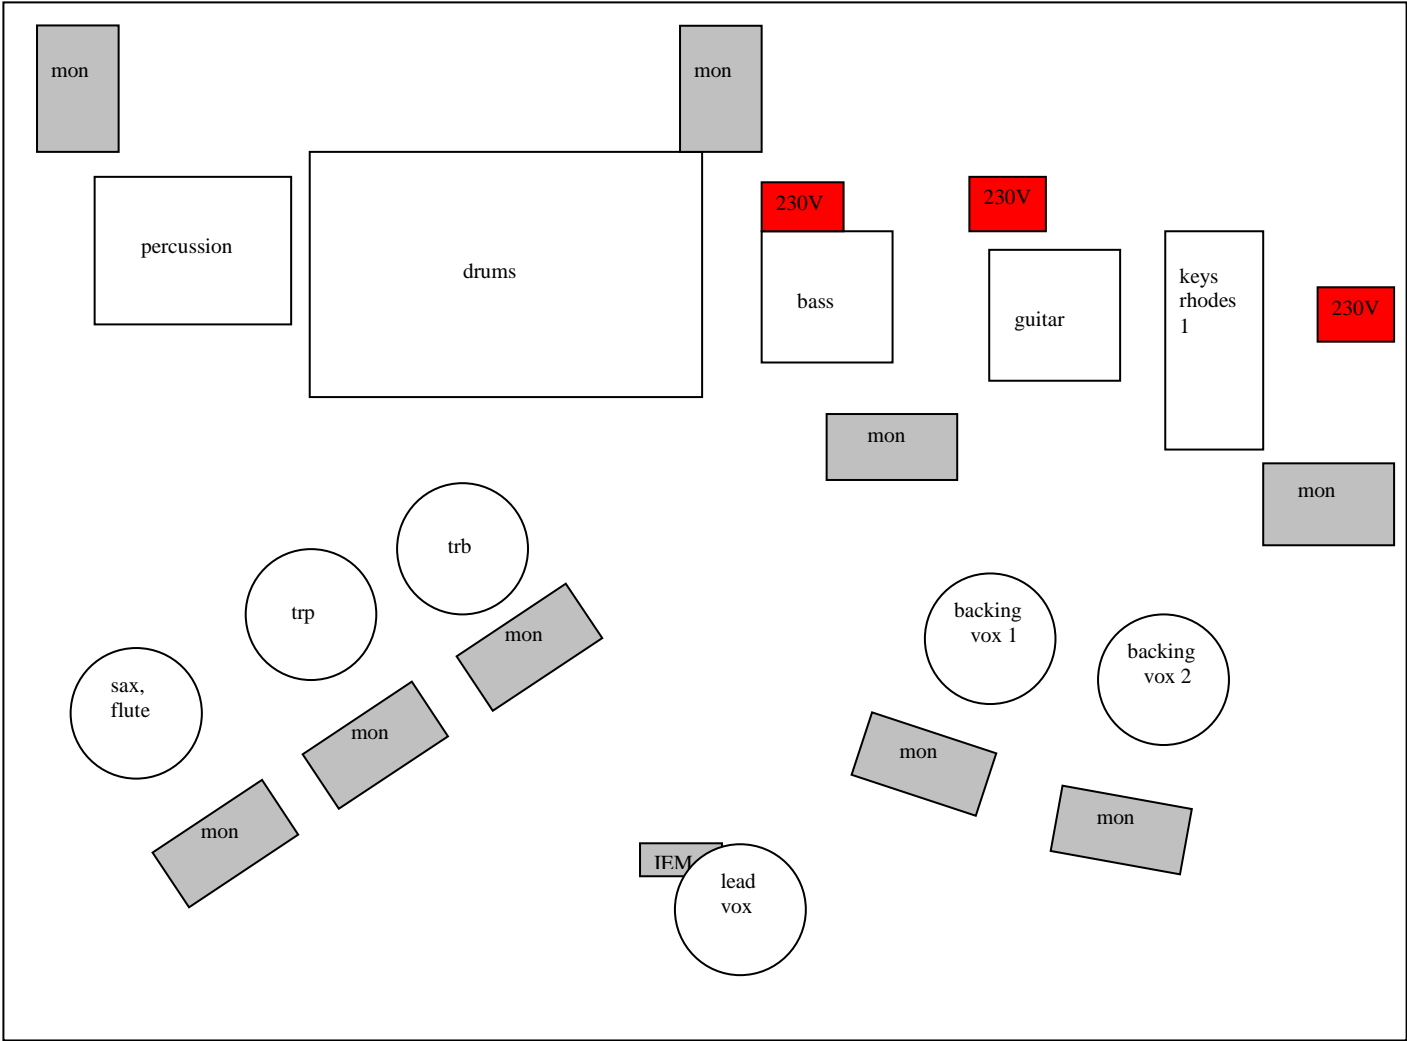 mon
mon
230V
230V
percussion
drums
bass
guitar
keys
rhodes
1
230V
mon
mon
trb
trp
mon
backing
vox 1
backing
vox 2
sax,
flute
mon
mon
mon
mon
IEM
lead
vox